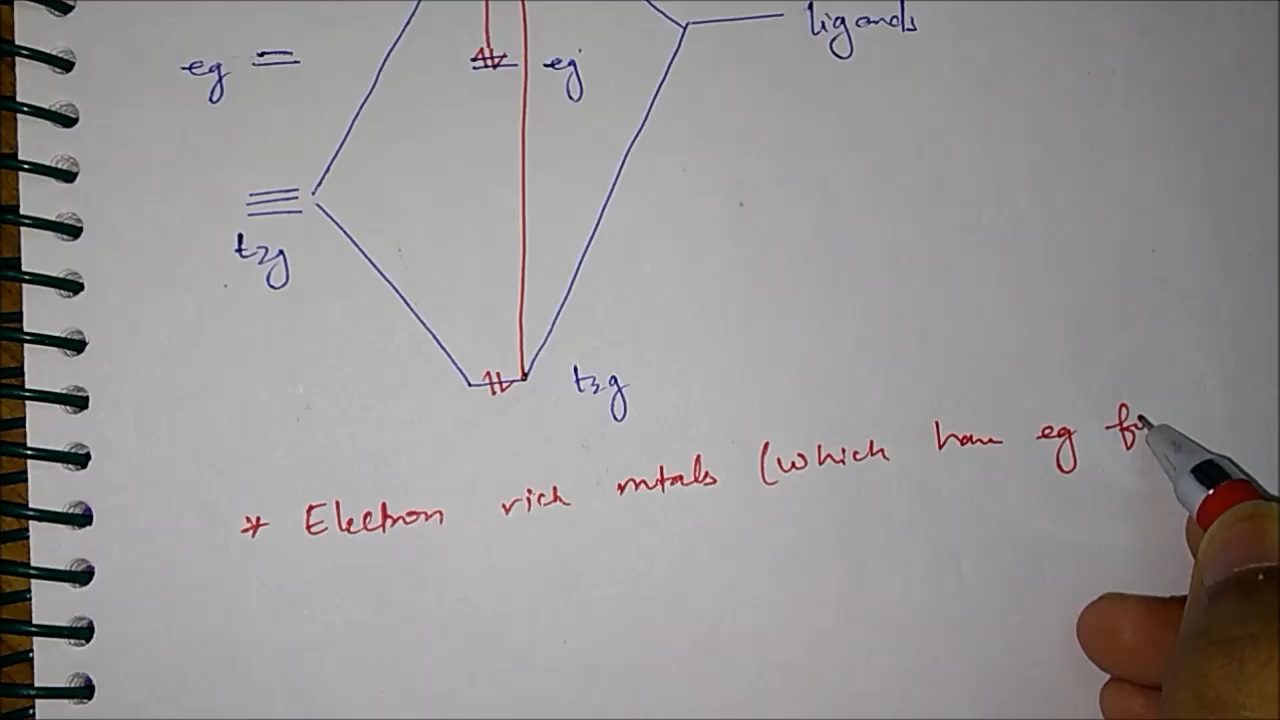 ligands
eg
eg
t2g
t2g
* Electron rich metals (which have eg